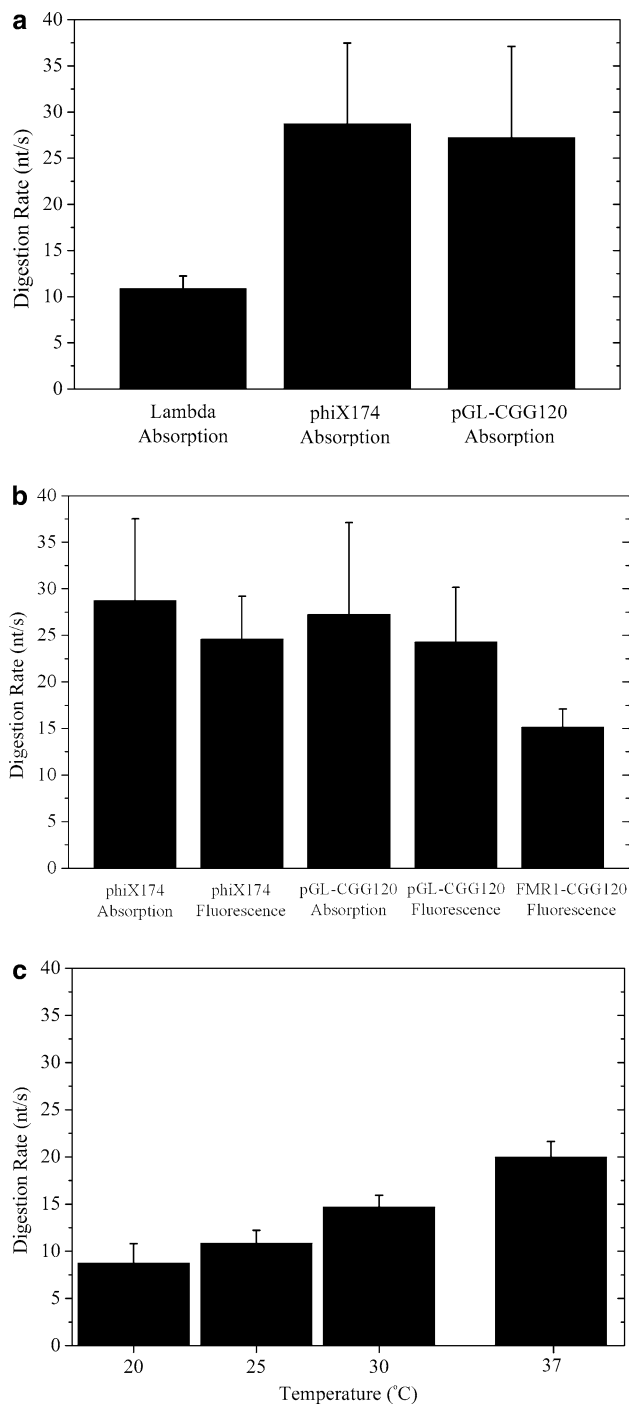 a
40
35
30
25
20
15
10
5
0
Digestion Rate (nt/s)
Lambda
Absorption
phiX174
Absorption
pGL-CGG120
Absorption
b
40
35
30
25
20
15
10
5
0
Digestion Rate (nt/s)
phiX174
Absorption
phiX174
Fluorescence
pGL-CGG120
Absorption
pGL-CGG120
Fluorescence
FMR1-CGG120
Fluorescence
c
40
35
30
25
20
15
10
5
0
Digestion Rate (nt/s)
20
25
30
37
Temperature (°C)